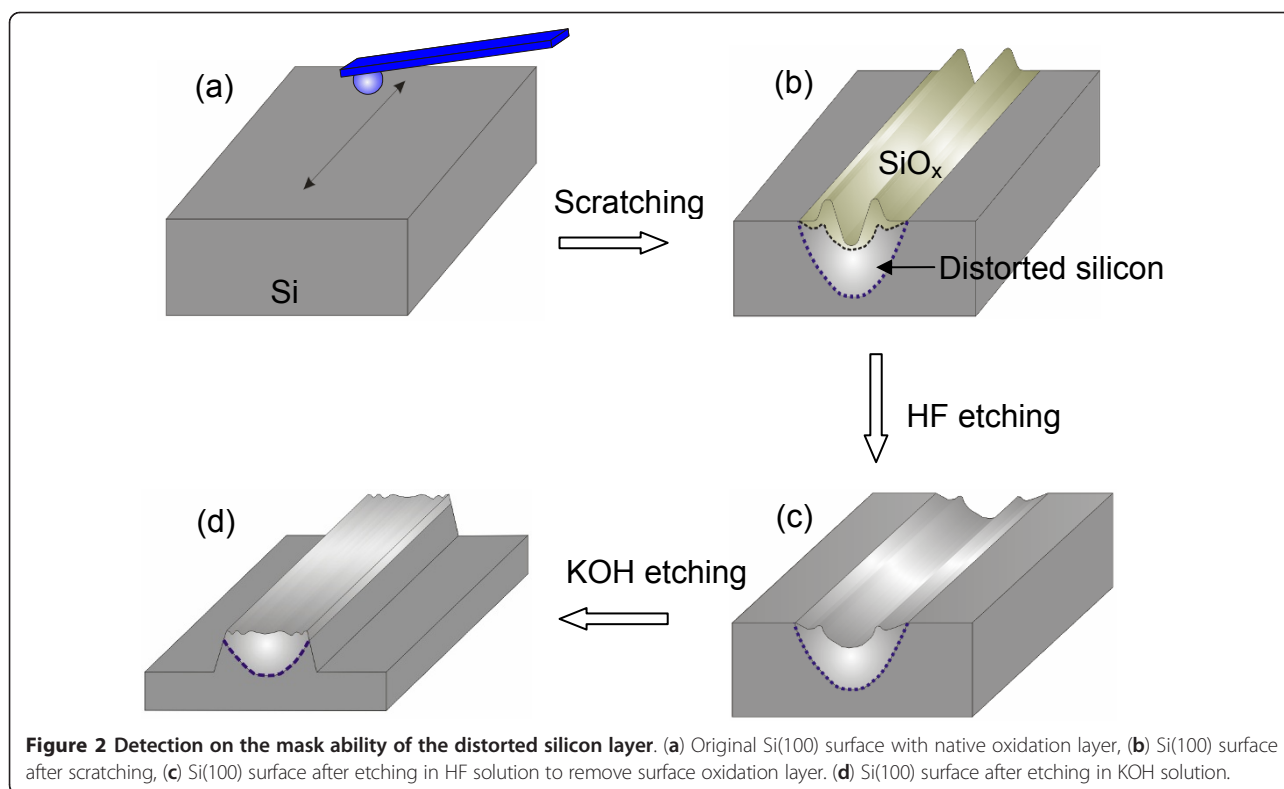 (a)
Si
Scratching
(b)
SiOₓ
Distorted silicon
HF etching
(c)
KOH etching
(d)
Figure 2 Detection on the mask ability of the distorted silicon layer. (a) Original Si(100) surface with native oxidation layer, (b) Si(100) surface
after scratching, (c) Si(100) surface after etching in HF solution to remove surface oxidation layer. (d) Si(100) surface after etching in KOH solution.